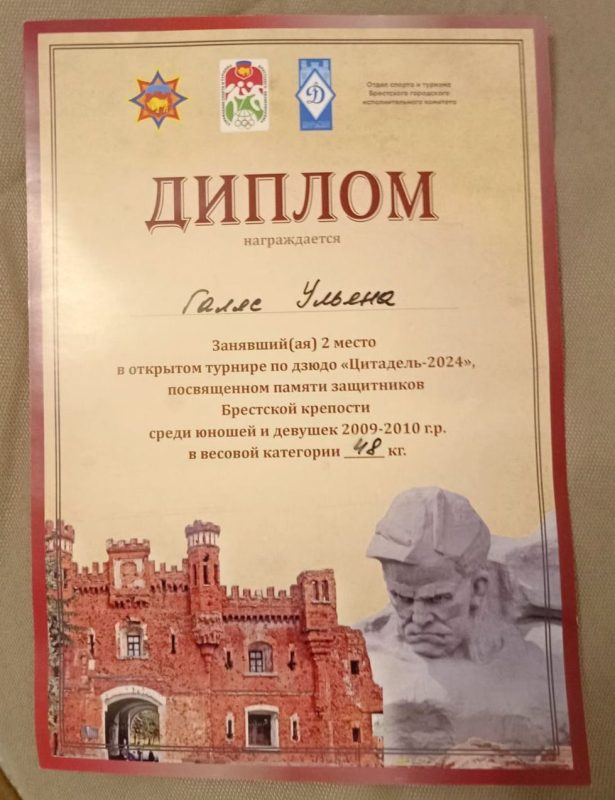 Отдел спорта и туризма
Брестского городского
исполнительного комитета
ДИПЛОМ
награждается
Галяс Ульяна
Занявший(ая) 2 место
в открытом турнире по дзюдо «Цитадель-2024»,
посвященном памяти защитников
Брестской крепости
среди юношей и девушек 2009-2010 г.р.
в весовой категории 48 кг.